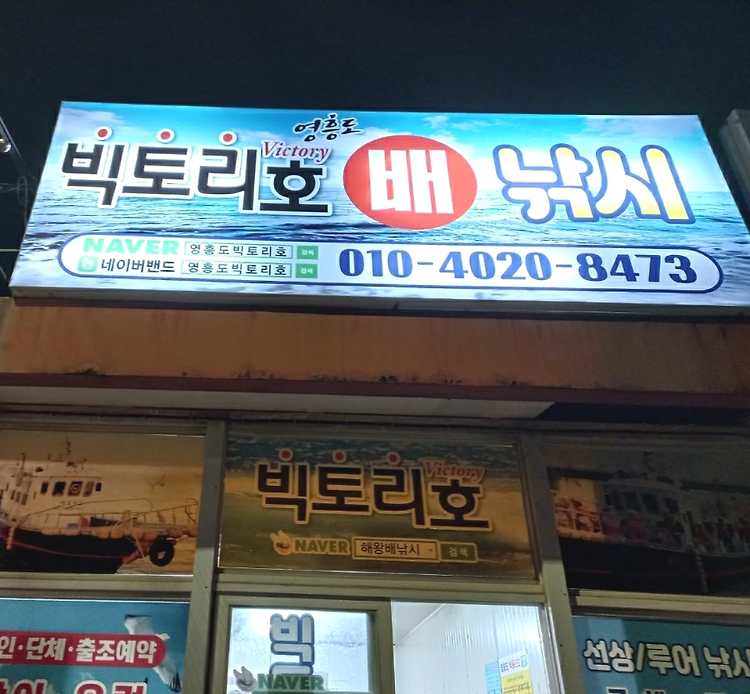 영흥도
빅토리호 Victory 배 낚시
NAVER 영흥도빅토리호 검색
네이버밴드 영흥도빅토리호 검색
010-4020-8473
빅토리호 Victory
NAVER 해왕배낚시 검색
인·단체·출조예약
빅
NAVER
선상/루어 낚시